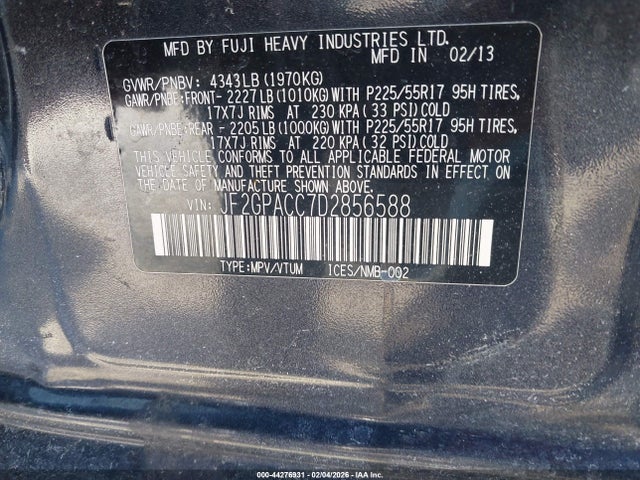 MFD BY FUJI HEAVY INDUSTRIES LTD.
MFD IN 02/13
GVWR/PNBV: 4343LB(1970KG)
GAWR/PNBE:FRONT- 2227LB(1010KG)WITH P225/55R17 95H TIRES,
17X7J RIMS AT 230 KPA(33 PSI)COLD
GAWR/PNBE:REAR - 2205LB(1000KG)WITH P225/55R17 95H TIRES,
17X7J RIMS AT 220 KPA(32 PSI)COLD
THIS VEHICLE CONFORMS TO ALL APPLICABLE FEDERAL MOTOR
VEHICLE SAFETY AND THEFT PREVENTION STANDARDS IN EFFECT ON
THE DATE OF MANUFACTURE SHOWN ABOVE.
VIN: JF2GPACC7D2856588
TYPE:MPV/VTUM ICES/NMB-002
000-44276931 - 02/04/2026 - IAA Inc.